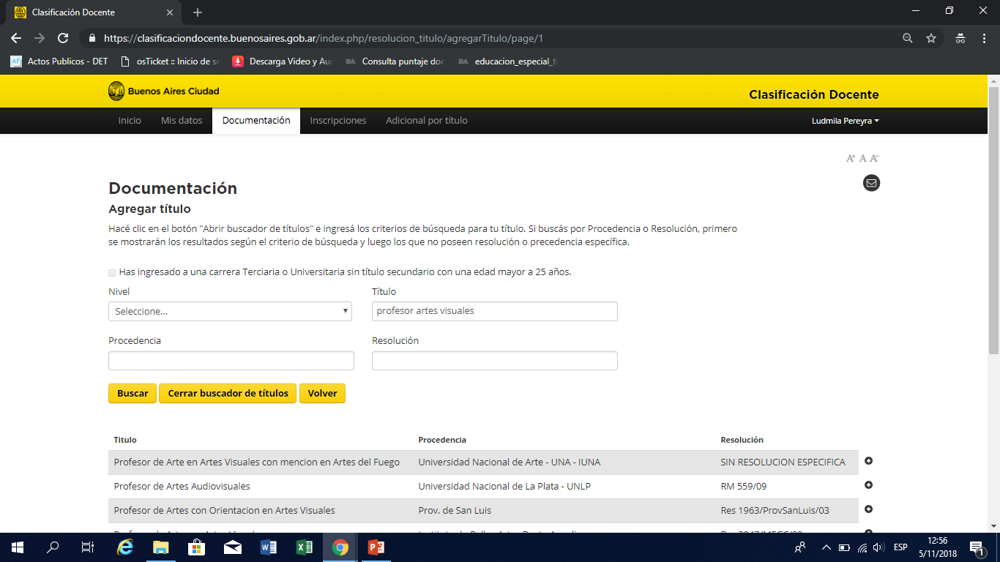 Clasificación Docente
https://clasificaciondocente.buenosaires.gob.ar/index.php/resolucion_titulo/agregarTitulo/page/1
AP Actos Publicos - DET osTicket :: Inicio de se Descarga Video y Au BA Consulta puntaje doc BA educacion_especial_ti
Buenos Aires Ciudad
Clasificación Docente
Inicio Mis datos Documentación Inscripciones Adicional por título Ludmila Pereyra
A+ A A-
Documentación
Agregar título
Hacé clic en el botón "Abrir buscador de títulos" e ingresá los criterios de búsqueda para tu título. Si buscás por Procedencia o Resolución, primero
se mostrarán los resultados según el criterio de búsqueda y luego los que no poseen resolución o precedencia específica.
Has ingresado a una carrera Terciaria o Universitaria sin título secundario con una edad mayor a 25 años.
Nivel Título
Seleccione... profesor artes visuales
Procedencia Resolución
Buscar Cerrar buscador de títulos Volver
Titulo Procedencia Resolución
Profesor de Arte en Artes Visuales con mencion en Artes del Fuego Universidad Nacional de Arte - UNA - IUNA SIN RESOLUCION ESPECIFICA
Profesor de Artes Audiovisuales Universidad Nacional de La Plata - UNLP RM 559/09
Profesor de Artes con Orientacion en Artes Visuales Prov. de San Luis Res 1963/ProvSanLuis/03
ESP
12:56
5/11/2018
1